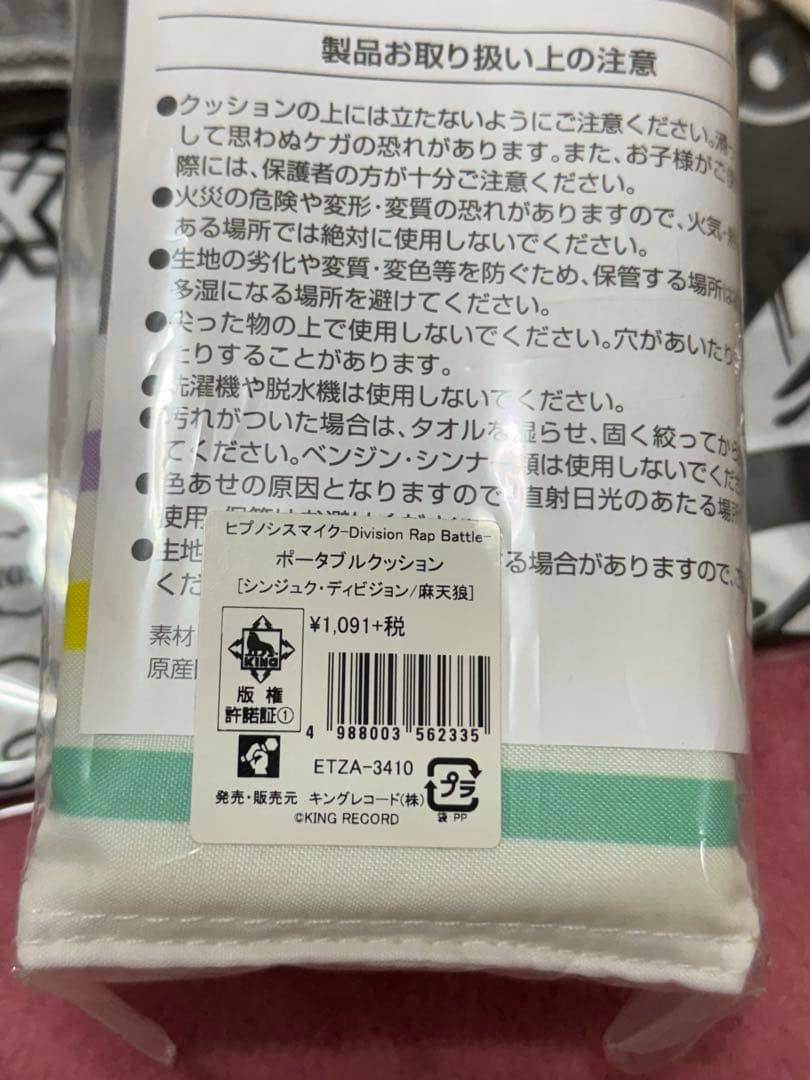 製品お取り扱い上の注意
●クッションの上には立たないようにご注意ください。滑っ
して思わぬケガの恐れがあります。また、お子様がご使
際には、保護者の方が十分ご注意ください。
●火災の危険や変形・変質の恐れがありますので、火気・熱
ある場所では絶対に使用しないでください。
●生地の劣化や変質・変色等を防ぐため、保管する場所は
多湿になる場所を避けてください。
●尖った物の上で使用しないでください。穴があいたり
たりすることがあります。
●洗濯機や脱水機は使用しないでください。
●汚れがついた場合は、タオルを湿らせ、固く絞ってから
てください。ベンジン・シンナー類は使用しないでくだ
●色あせの原因となりますので 直射日光のあたる場所
使用
●生地 する場合がありますので、
くだ
素材
原産
ヒプノシスマイク-Division Rap Battle-
ポータブルクッション
[シンジュク・ディビジョン/麻天狼]
¥1,091+税
KING
版権
許諾証①
4 988003 562335
ETZA-3410
プラ
袋 PP
発売・販売元 キングレコード(株)
©KING RECORD